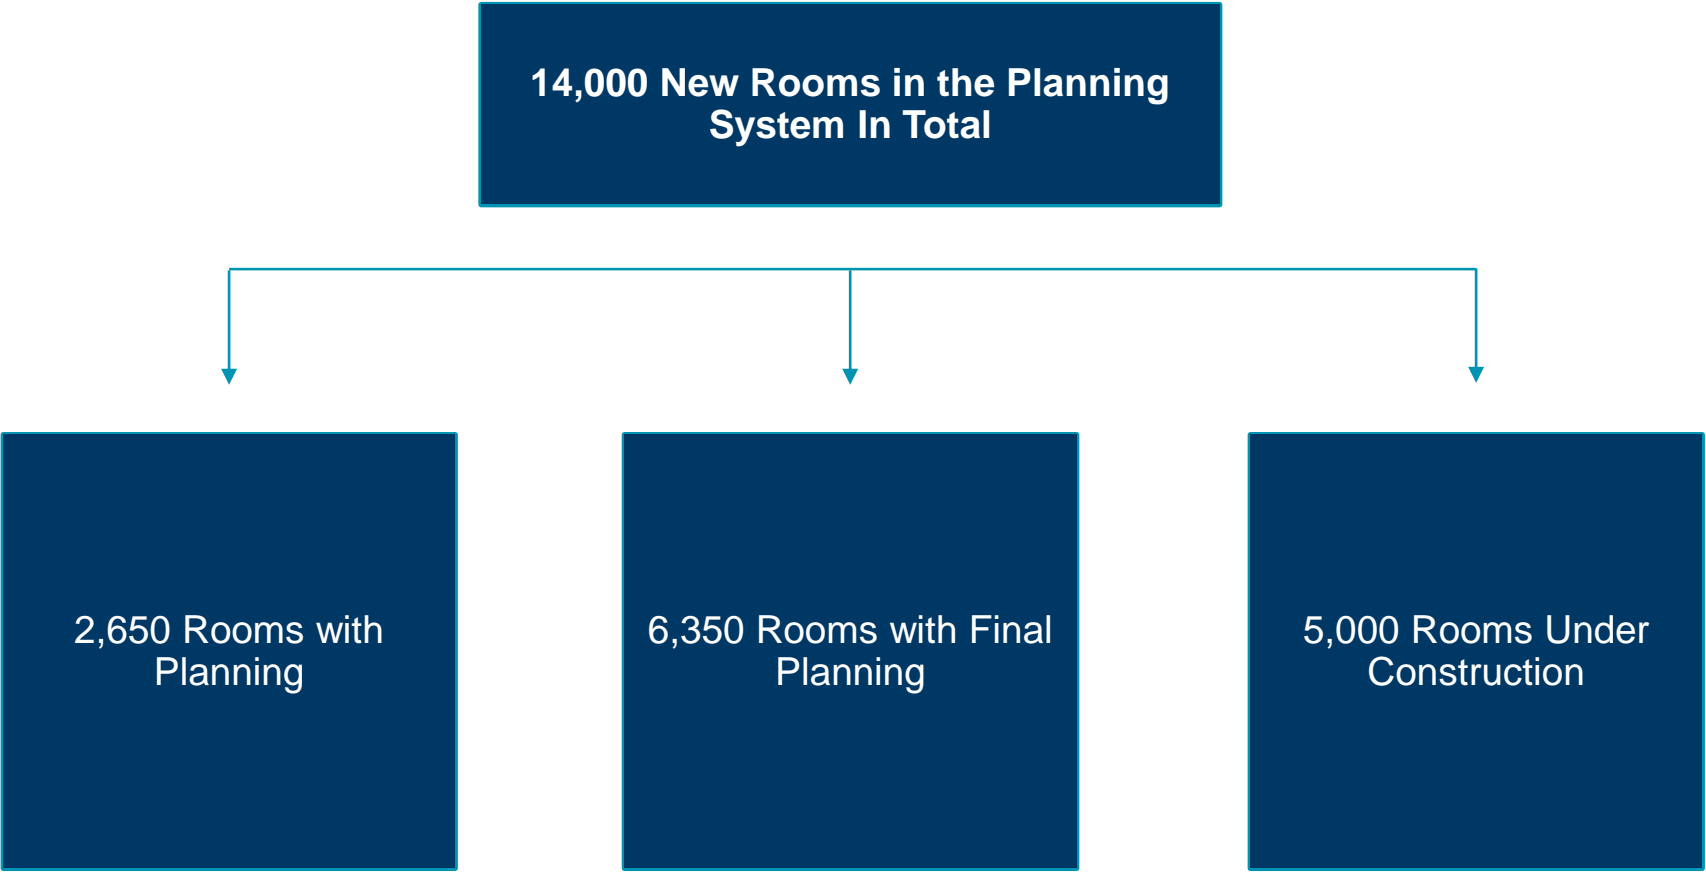 14,000 New Rooms in the Planning
System In Total
2,650 Rooms with
Planning
6,350 Rooms with Final
Planning
5,000 Rooms Under
Construction